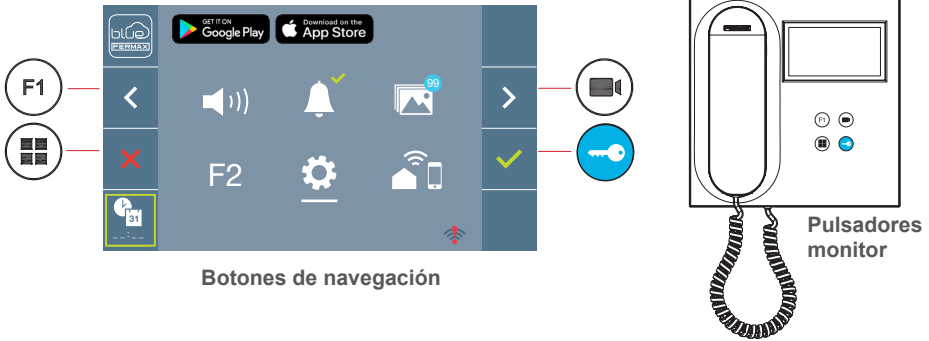 blue
FERMAX
GET IT ON
Google Play
Download on the
App Store
F1
99
F2
31
--:--
Botones de navegación
F1
Pulsadores
monitor